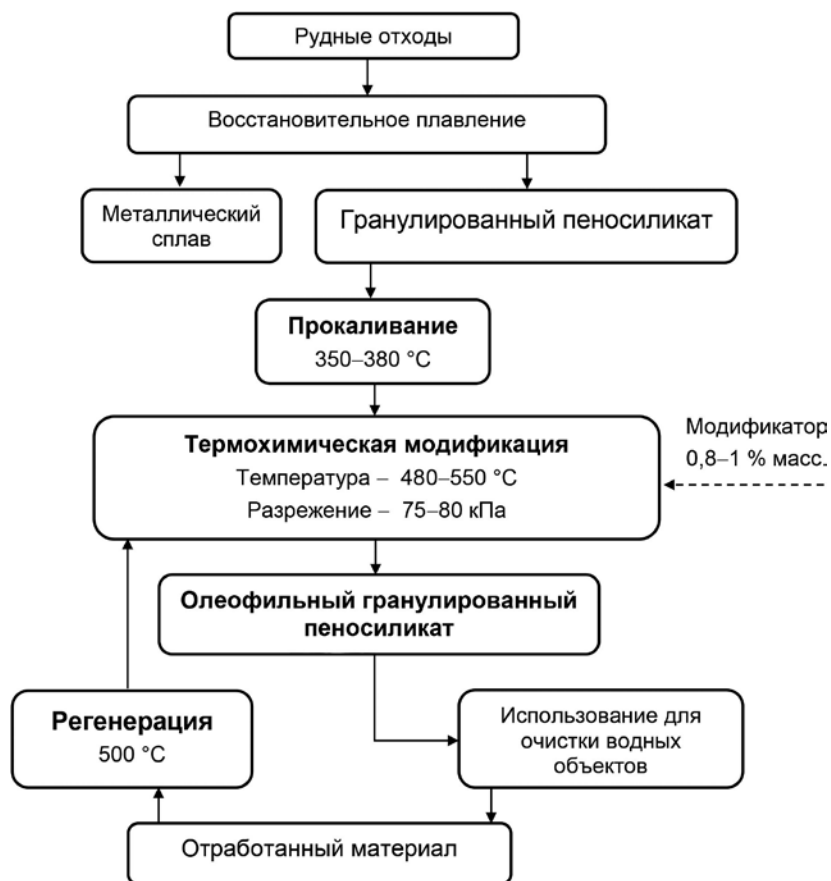 Рудные отходы
Восстановительное плавление
Металлический
сплав
Гранулированный пеносиликат
Прокаливание
350–380 °C
Термохимическая модификация
Температура – 480–550 °C
Разрежение – 75–80 кПа
Модификатор
0,8–1 % масс.
Олеофильный гранулированный
пеносиликат
Регенерация
500 °C
Использование для
очистки водных
объектов
Отработанный материал